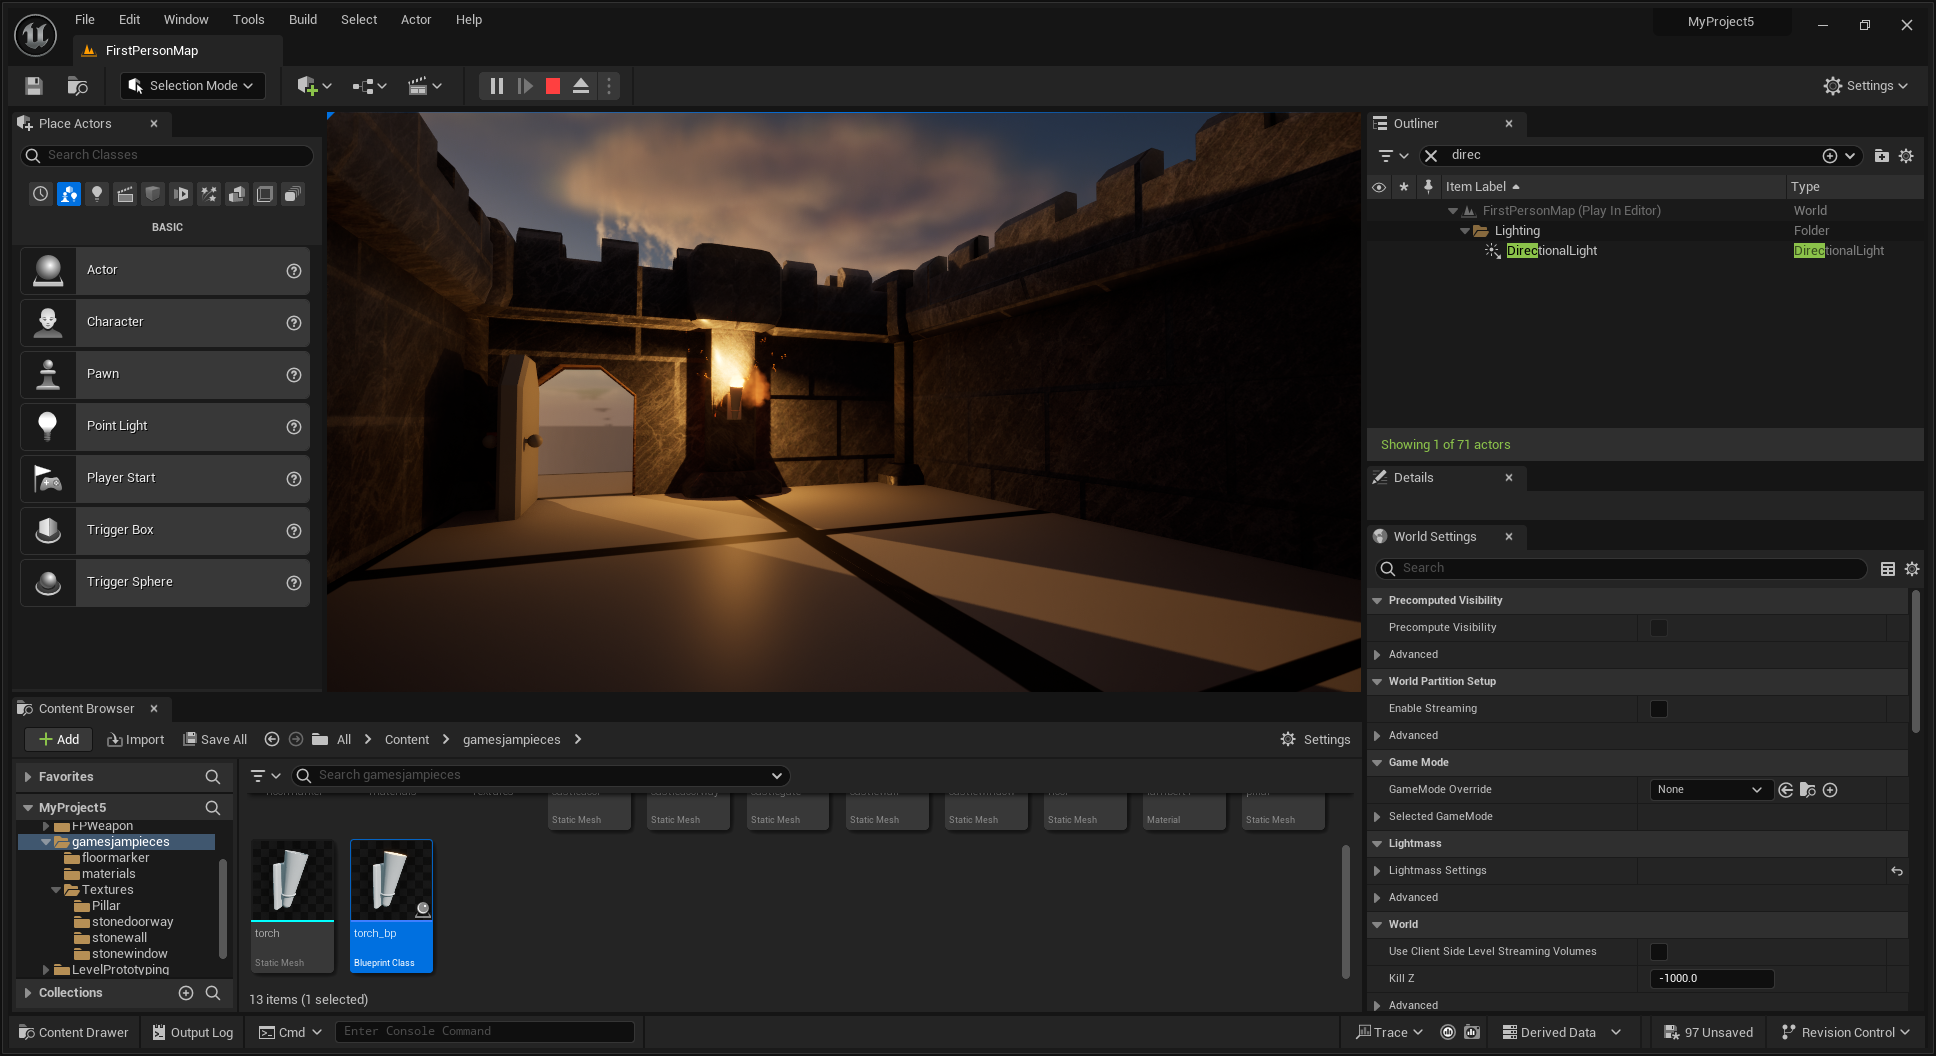 File Edit Window Tools Build Select Actor Help
MyProject5
FirstPersonMap
Selection Mode
Settings
Place Actors
Search Classes
BASIC
Actor
Character
Pawn
Point Light
Player Start
Trigger Box
Trigger Sphere
Outliner
direc
Item Label Type
FirstPersonMap (Play In Editor) World
Lighting Folder
DirectionalLight DirectionalLight
Showing 1 of 71 actors
Details
World Settings
Search
Precomputed Visibility
Precompute Visibility
Advanced
World Partition Setup
Enable Streaming
Advanced
Game Mode
GameMode Override None
Selected GameMode
Lightmass
Lightmass Settings
Advanced
World
Use Client Side Level Streaming Volumes
Kill Z -1000.0
Advanced
Content Browser
Add Import Save All All Content gamesjampieces Settings
Favorites
MyProject5
FPWeapon
gamesjampieces
floormarker
materials
Textures
Pillar
stonedoorway
stonewall
stonewindow
LevelPrototyping
Collections
Search gamesjampieces
Static Mesh Static Mesh Static Mesh Static Mesh Static Mesh Static Mesh Material Static Mesh
torch
Static Mesh
torch_bp
Blueprint Class
13 items (1 selected)
Content Drawer Output Log Cmd Enter Console Command Trace Derived Data 97 Unsaved Revision Control